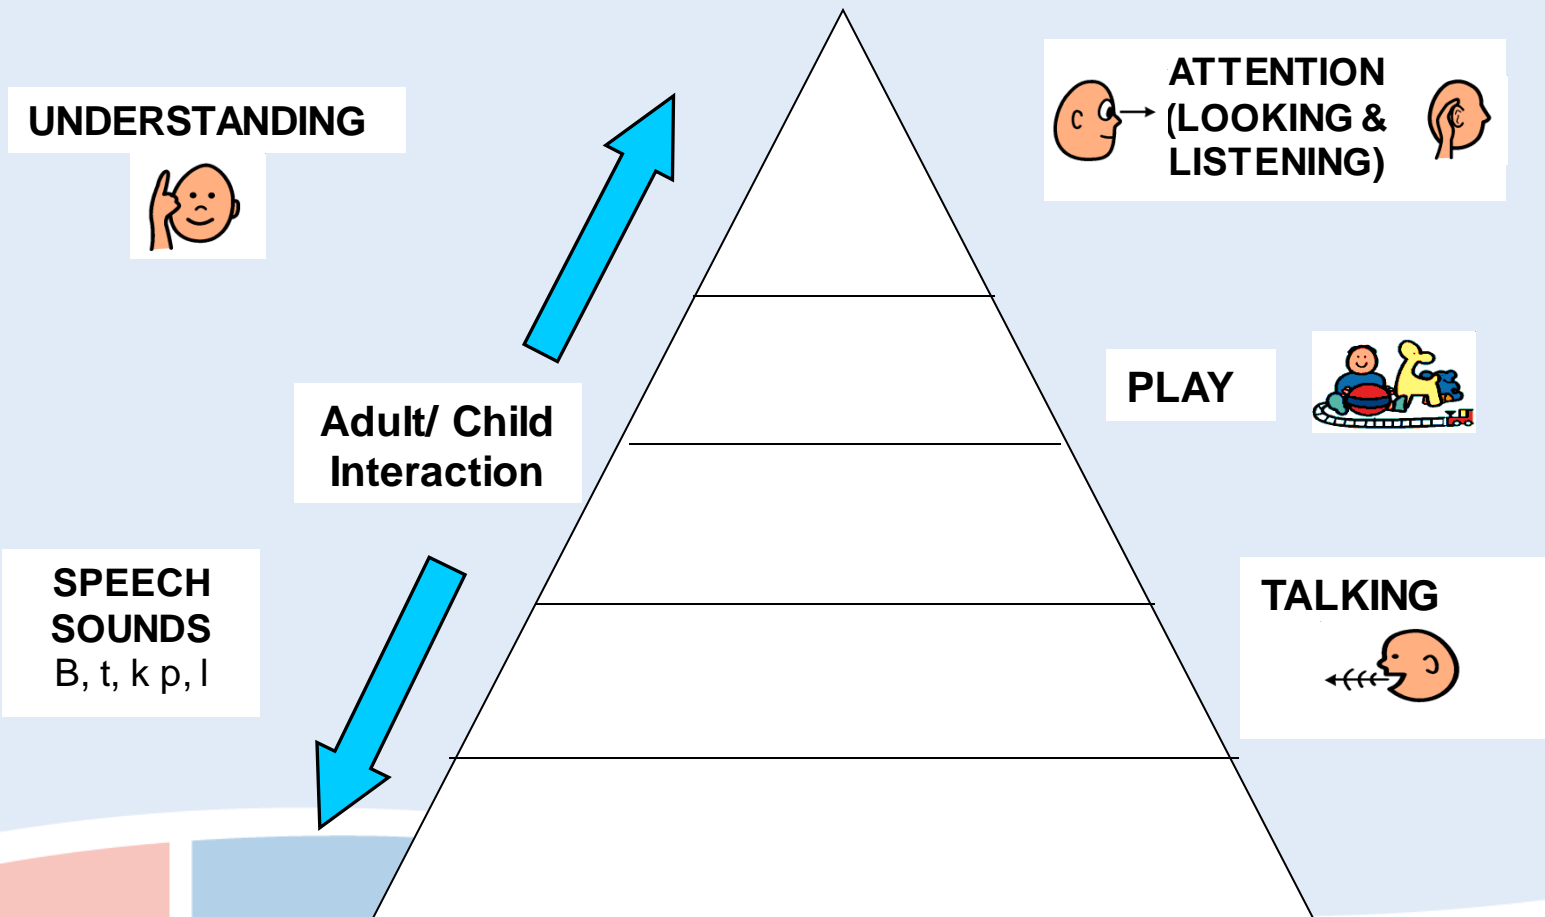 UNDERSTANDING
ATTENTION
(LOOKING &
LISTENING)
PLAY
Adult/ Child
Interaction
SPEECH
SOUNDS
B, t, k p, l
TALKING